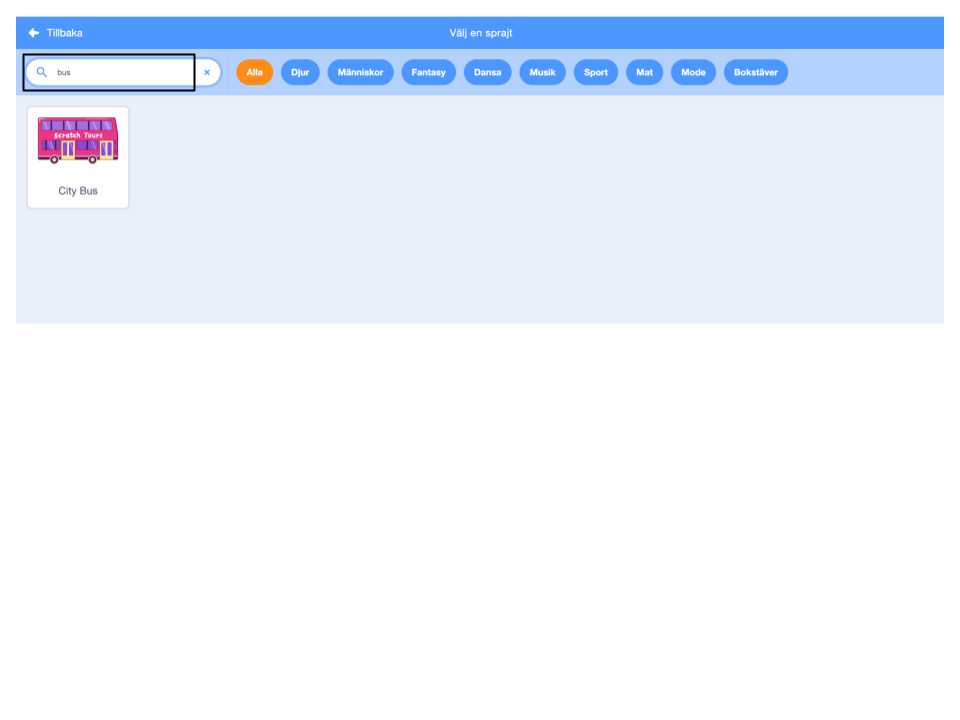 Tillbaka
Välj en sprajt
bus
Alla
Djur
Människor
Fantasy
Dansa
Musik
Sport
Mat
Mode
Bokstäver
Scratch Tours
City Bus